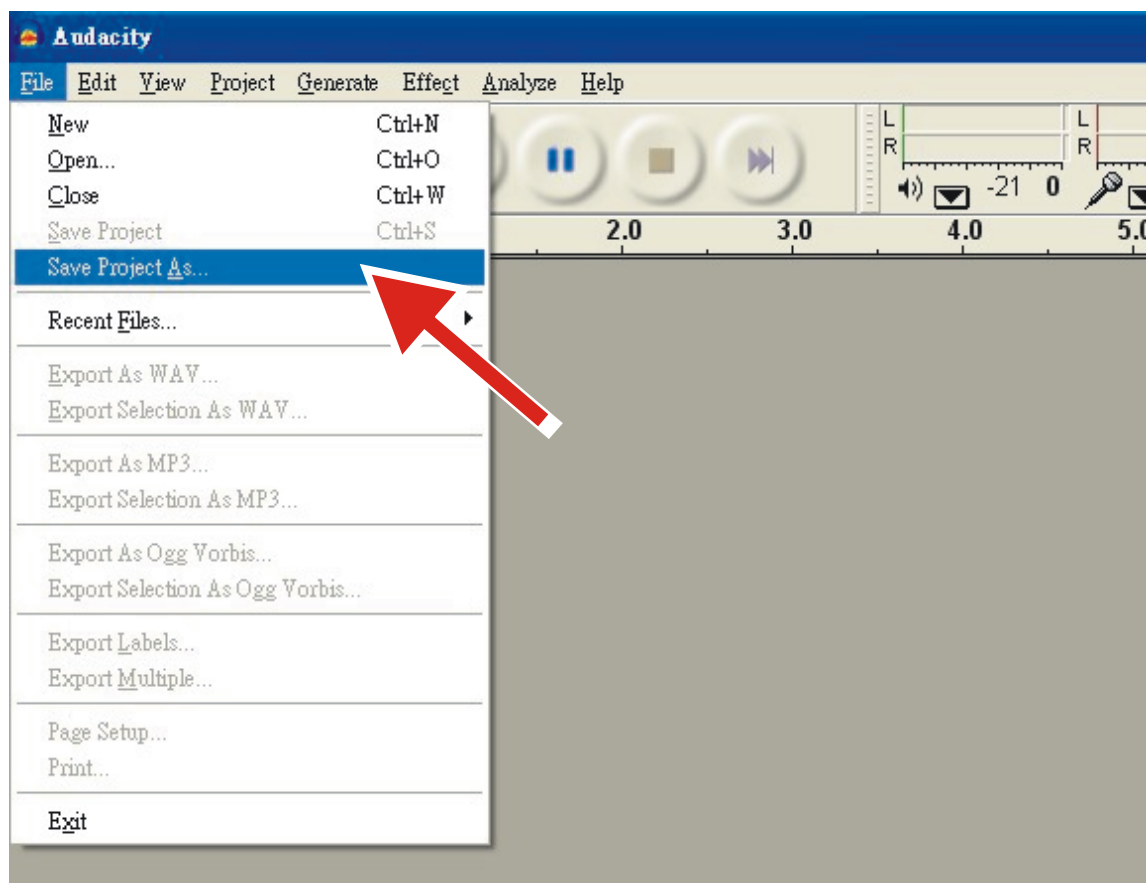 Audacity
File Edit View Project Generate Effect Analyze Help
New Ctrl+N
Open... Ctrl+O
Close Ctrl+W
Save Project Ctrl+S
Save Project As...
Recent Files...
Export As WAV...
Export Selection As WAV...
Export As MP3...
Export Selection As MP3...
Export As Ogg Vorbis...
Export Selection As Ogg Vorbis...
Export Labels...
Export Multiple...
Page Setup...
Print...
Exit
L L
R R
-21 0
2.0 3.0 4.0